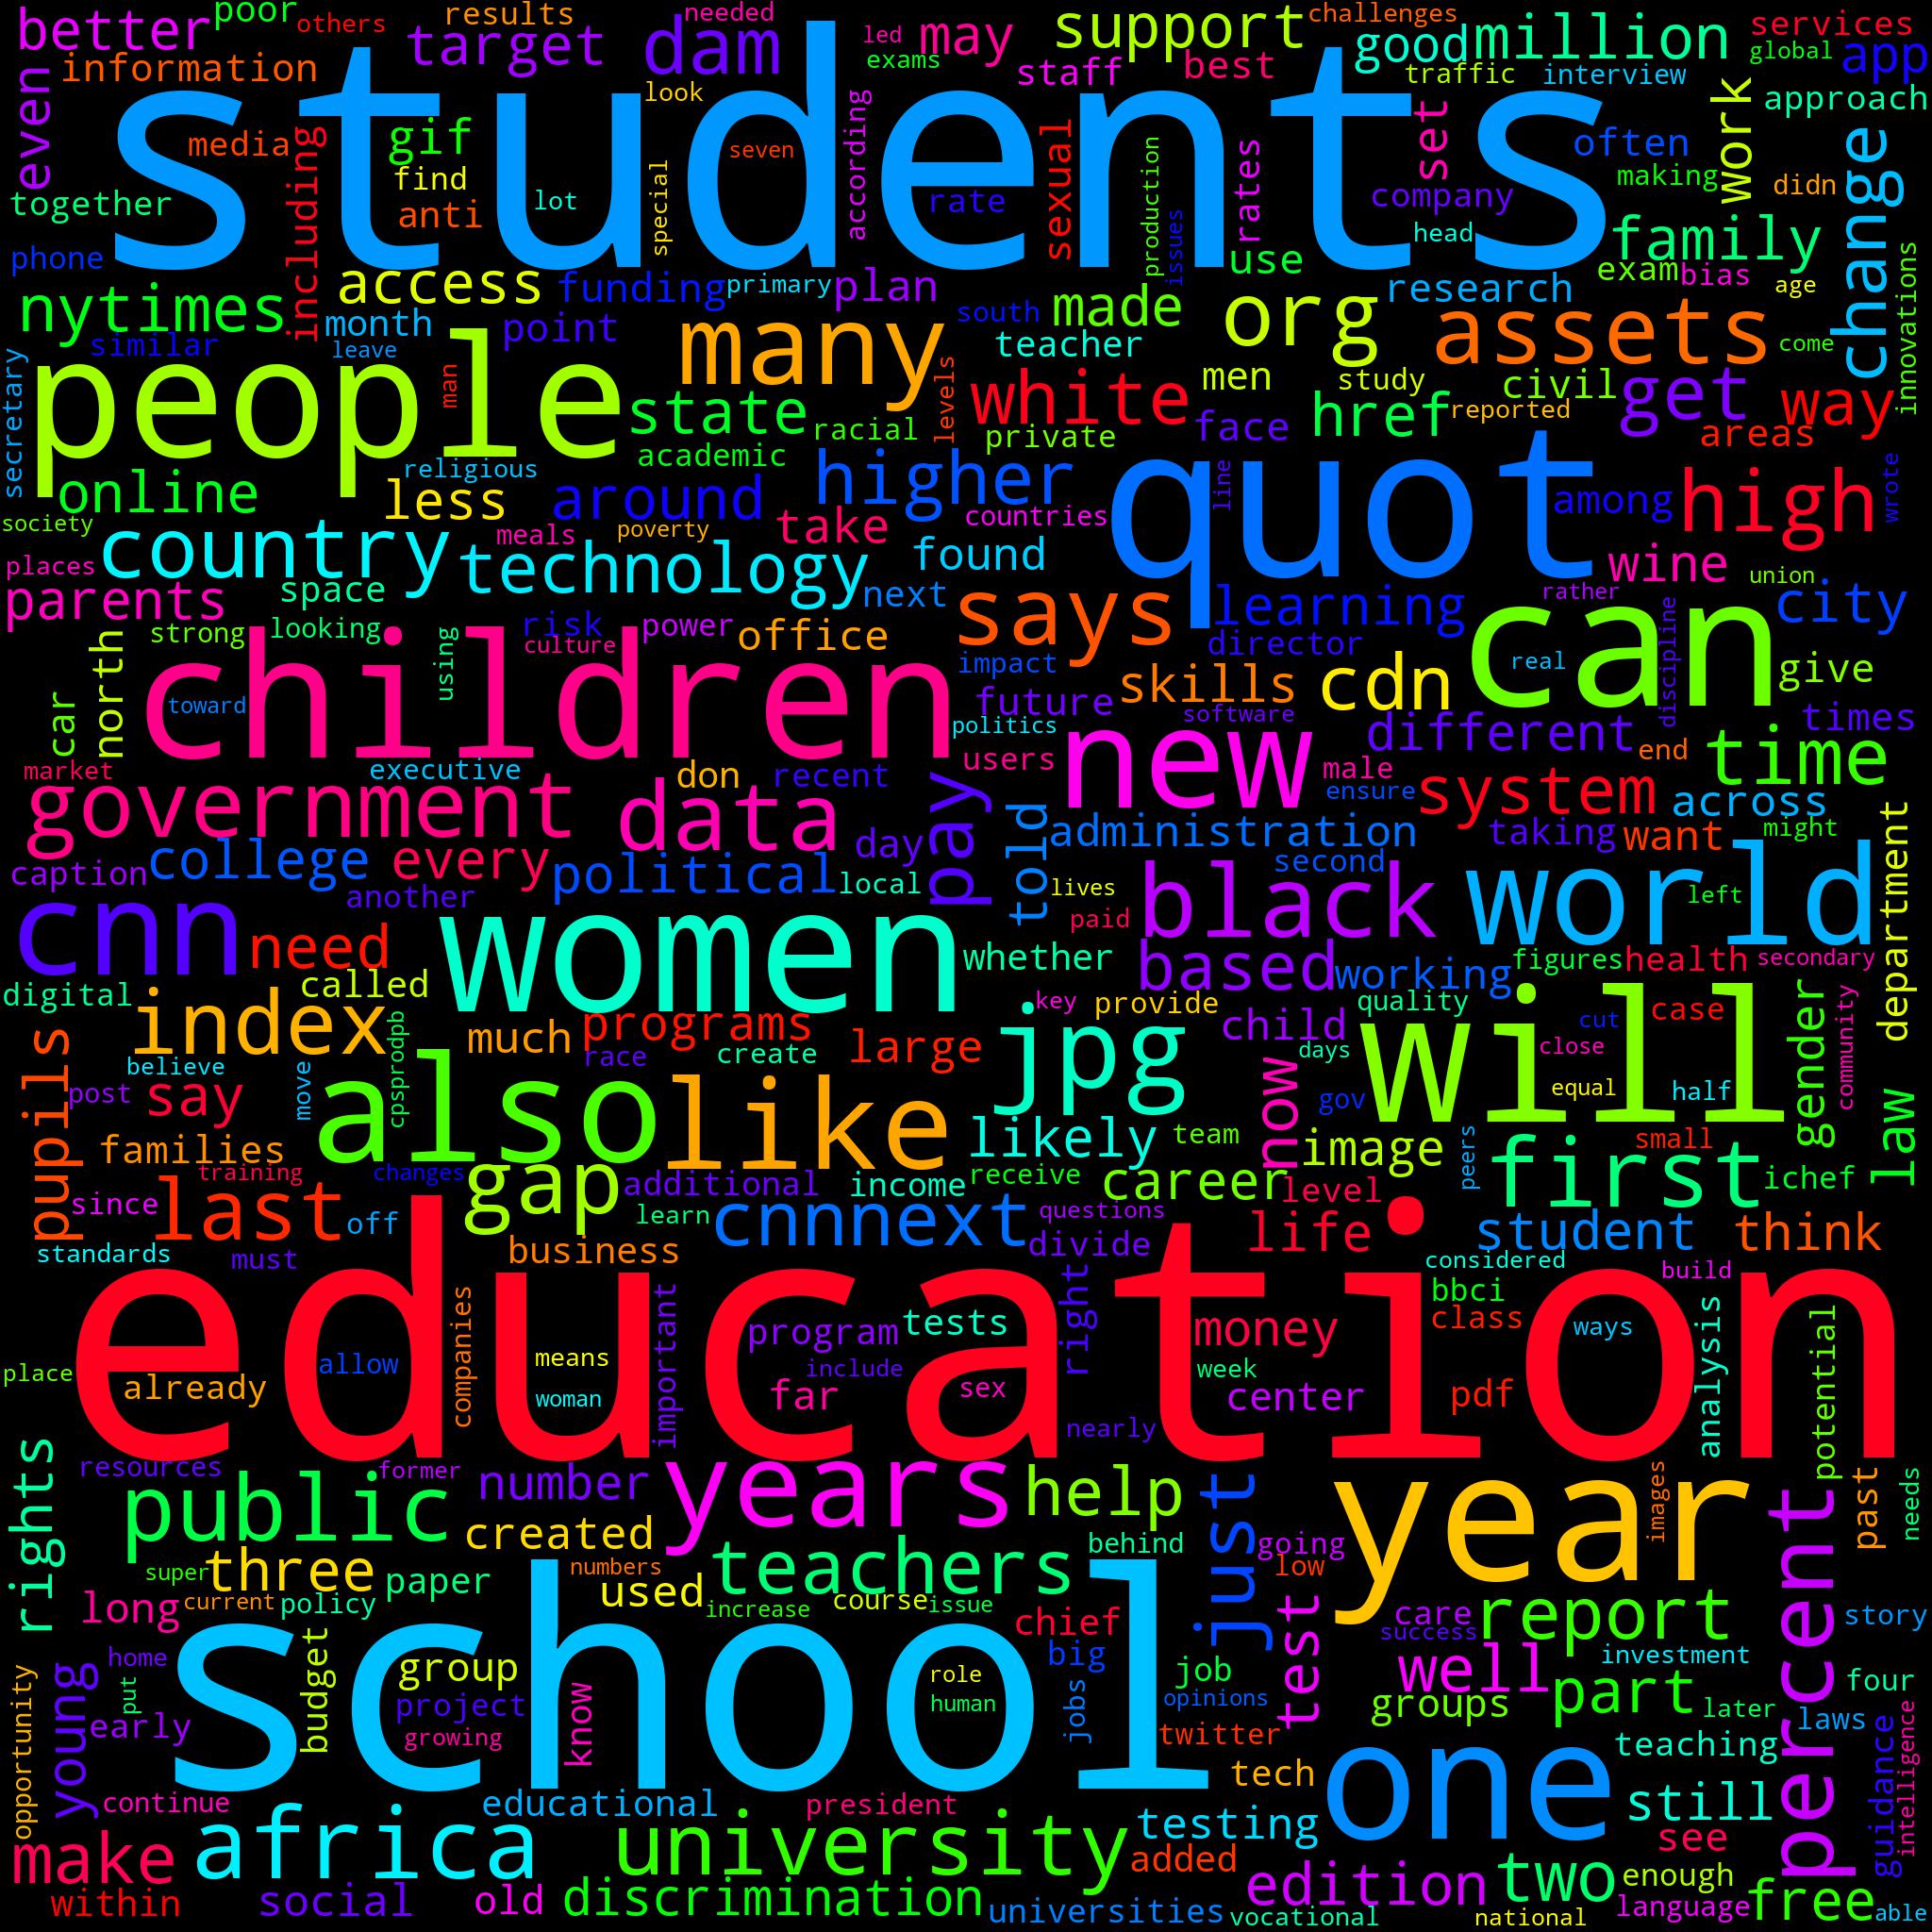 better poor others results needed led may support challenges good million services global app
information target dam exams staff best traffic interview approach
even students look work
media gif seven according sexual set often change
together including find lot special rate production rates company making didn
anti issues head family
phone access funding primary plan use exam bias age innovations
nytimes month point many south made org research assets come
secretary similar leave teacher
people man state levels white men study civil get way
racial private face href reported areas
online religious academic higher quot line among high wrote
less around countries
society country meals poverty take found wine union
places technology next rather city
parents space says learning can
strong looking risk power office director discipline
north children using culture impact skills cdn real give
car toward future software different times
politics new end time
market executive don recent users male
government data pay ensure system across
told administration taking want might department
caption college every political day second
another local lives black world left
cnn women paid
need whether based working figures health secondary
digital called key provide quality case gender community
index much programs jpg child will cut
pupils believe cpsprodpb race create large days close
post say move also like now gov equal half law
families likely team image peers small
training changes gap additional income receive career level first ichef
since last off learn cnnnext questions life student think
standards must business divide considered build
education important right bbci
companies program tests money class ways analysis potential
place allow means include week
already woman far sex center pdf
nearly
rights resources former number years help just year images past needs
public created behind going percent
super three numbers teachers low
long current policy paper used increase course issue chief test care report story
school success
young home budget group role big job well investment
opportunity put project human jobs opinions groups part four
early growing know twitter later laws guidance intelligence
tech one teaching
continue educational president still
make africa university testing see
added edition two enough
within social old discrimination universities vocational national language free able